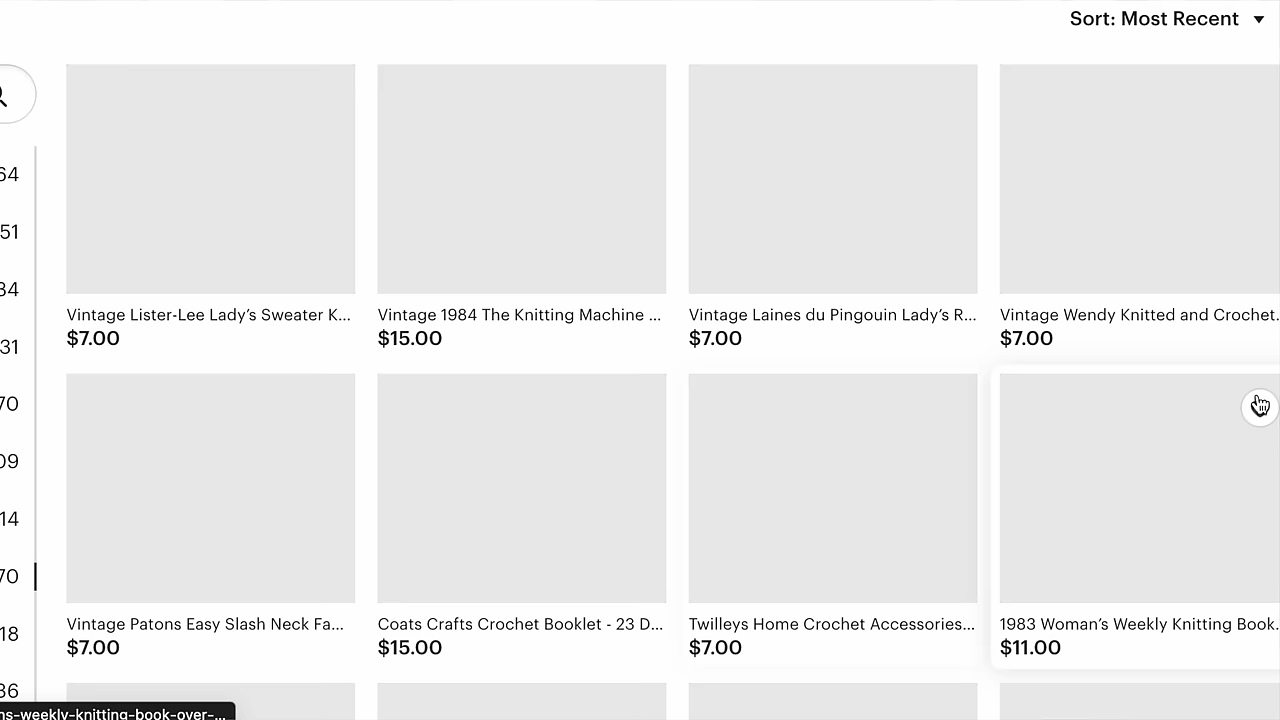 Sort: Most Recent
64
51
34
31
70
09
14
70
18
36
Vintage Lister-Lee Lady’s Sweater K...
$7.00
Vintage 1984 The Knitting Machine ...
$15.00
Vintage Laines du Pingouin Lady’s R...
$7.00
Vintage Wendy Knitted and Crochet.
$7.00
Vintage Patons Easy Slash Neck Fa...
$7.00
Coats Crafts Crochet Booklet - 23 D...
$15.00
Twilleys Home Crochet Accessories...
$7.00
1983 Woman’s Weekly Knitting Book.
$11.00
ns-weekly-knitting-book-over-...